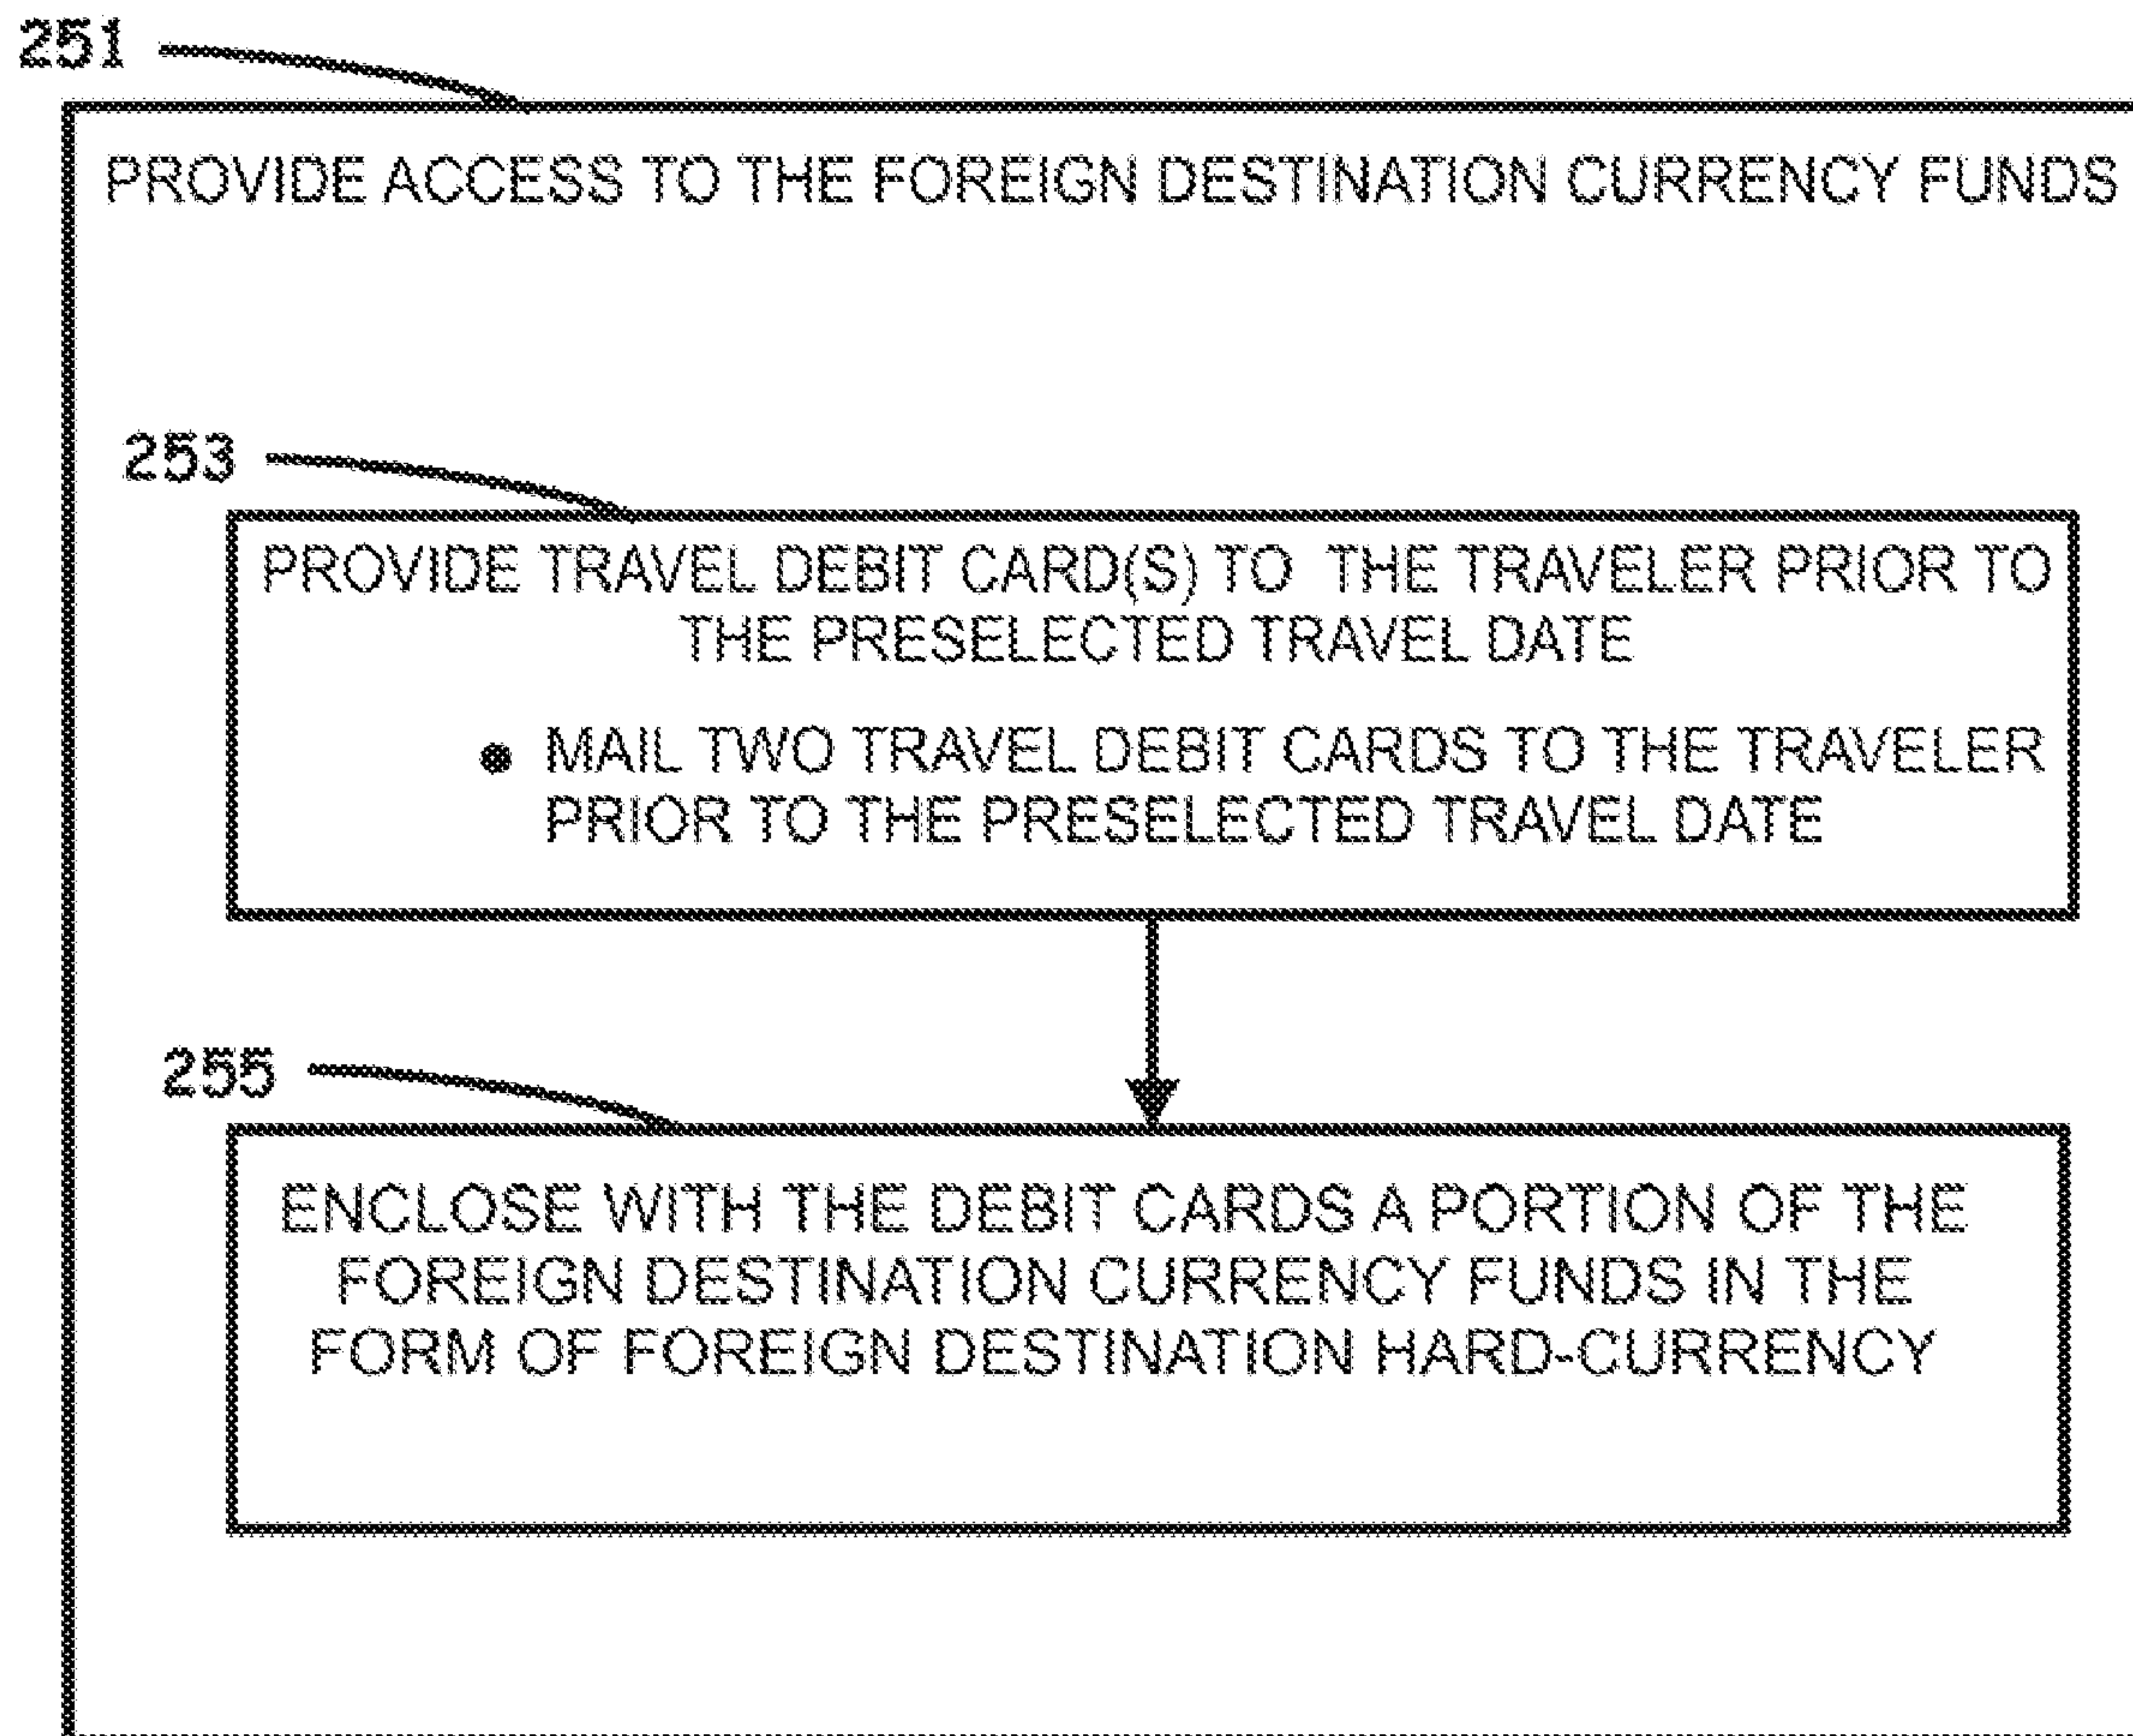 251
PROVIDE ACCESS TO THE FOREIGN DESTINATION CURRENCY FUNDS
253
PROVIDE TRAVEL DEBIT CARD(S) TO THE TRAVELER PRIOR TO
THE PRESELECTED TRAVEL DATE
● MAIL TWO TRAVEL DEBIT CARDS TO THE TRAVELER
PRIOR TO THE PRESELECTED TRAVEL DATE
255
ENCLOSE WITH THE DEBIT CARDS A PORTION OF THE
FOREIGN DESTINATION CURRENCY FUNDS IN THE
FORM OF FOREIGN DESTINATION HARD-CURRENCY